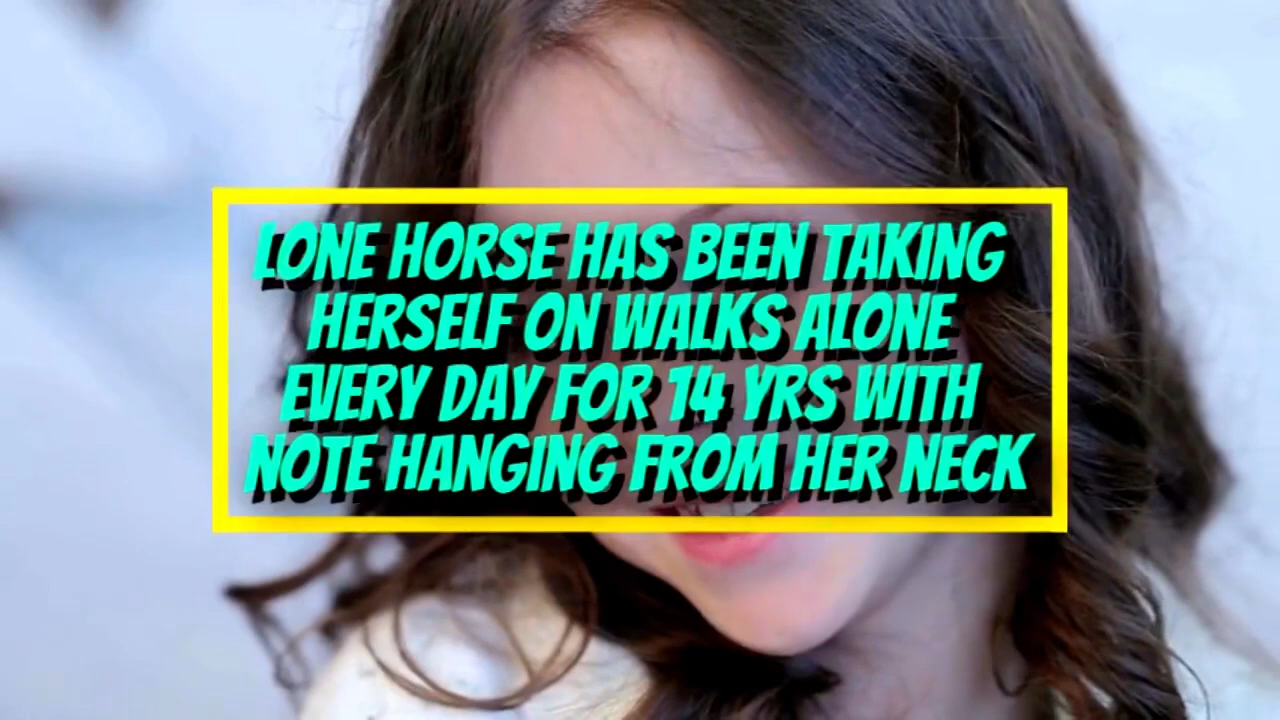 LONE HORSE HAS BEEN TAKING
HERSELF ON WALKS ALONE
EVERY DAY FOR 14 YRS WITH
NOTE HANGING FROM HER NECK